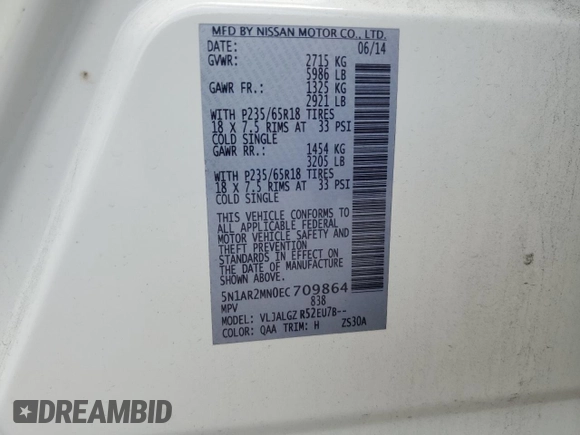 MFD BY NISSAN MOTOR CO., LTD.
DATE: 06/14
GVWR: 2715 KG
5986 LB
GAWR FR.: 1325 KG
2921 LB
WITH P235/65R18 TIRES
18 X 7.5 RIMS AT 33 PSI
COLD SINGLE
GAWR RR.: 1454 KG
3205 LB
WITH P235/65R18 TIRES
18 X 7.5 RIMS AT 33 PSI
COLD SINGLE
THIS VEHICLE CONFORMS TO
ALL APPLICABLE FEDERAL
MOTOR VEHICLE SAFETY AND
THEFT PREVENTION
STANDARDS IN EFFECT ON
THE DATE OF MANUFACTURE
SHOWN ABOVE.
5N1AR2MN0EC709864
MPV 838
MODEL: VLJALGZ R52EU7B--
COLOR: QAA TRIM: H ZS30A
DREAMBID